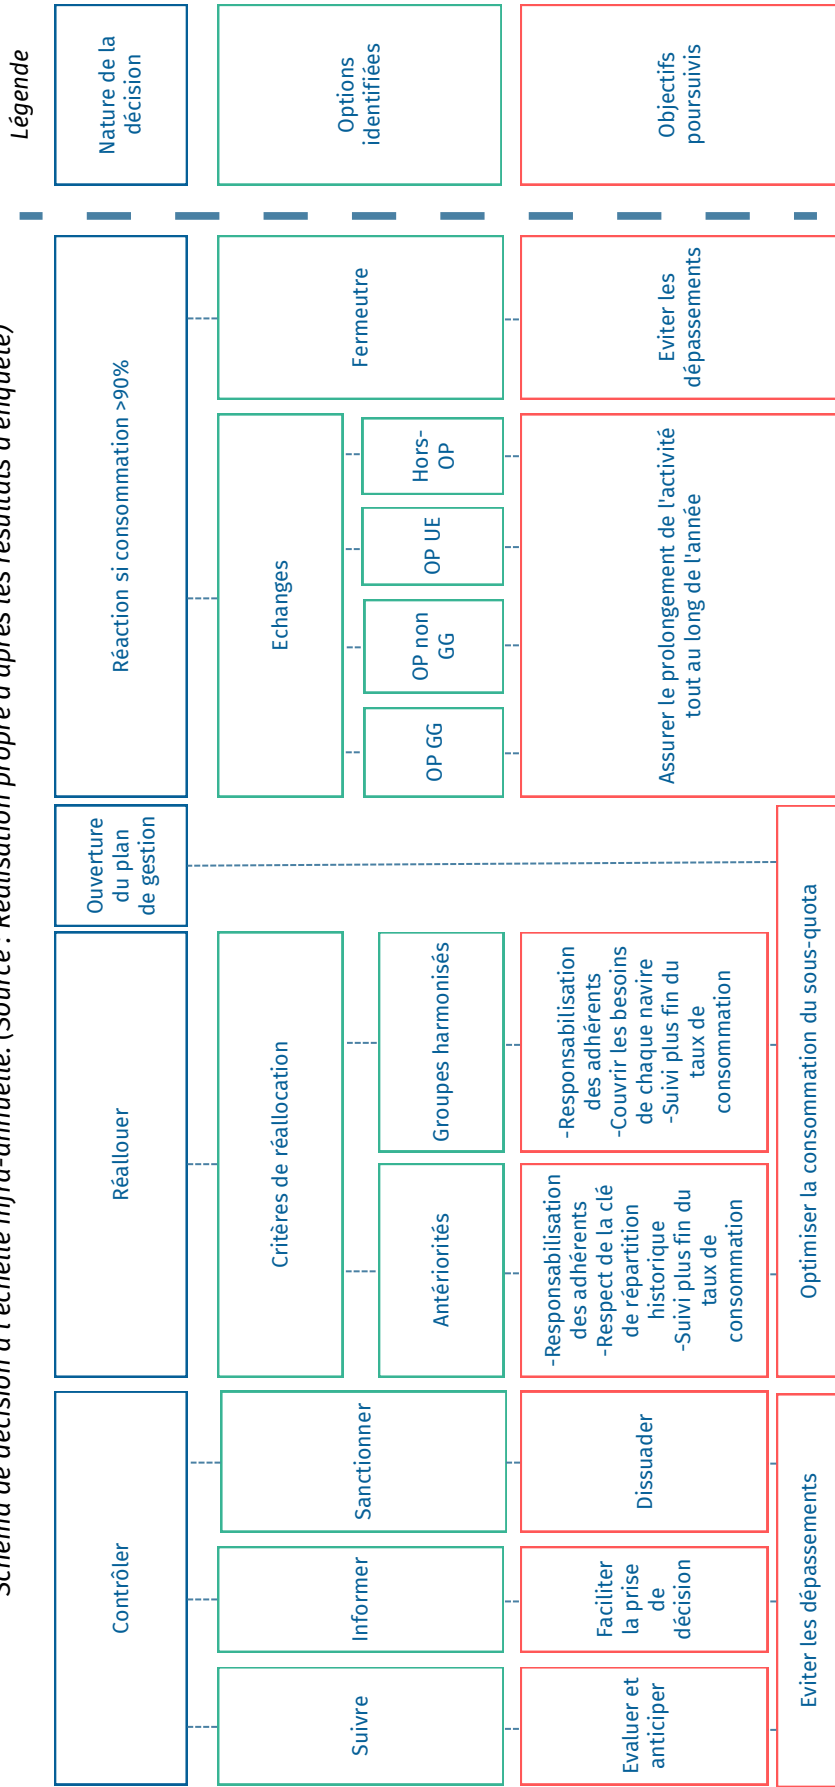 Schéma de décision à l'échelle infra-annuelle. (Source : Réalisation propre d'après les résultats d'enquête)
Légende
Contrôler
Réallouer
Ouverture
du plan
de gestion
Réaction si consommation >90%
Nature de la
décision
Suivre
Informer
Sanctionner
Critères de réallocation
Antériorités
Groupes harmonisés
Echanges
OP GG
OP non
GG
OP UE
Hors-
OP
Fermeutre
Options
identifiées
Evaluer et
anticiper
Faciliter
la prise
de
décision
Dissuader
-Responsabilisation
des adhérents
-Respect de la clé
de répartition
historique
-Suivi plus fin du
taux de
consommation
-Responsabilisation
des adhérents
-Couvrir les besoins
de chaque navire
-Suivi plus fin du
taux de
consommation
Assurer le prolongement de l'activité
tout au long de l'année
Eviter les
dépassements
Objectifs
poursuivis
Eviter les dépassements
Optimiser la consommation du sous-quota